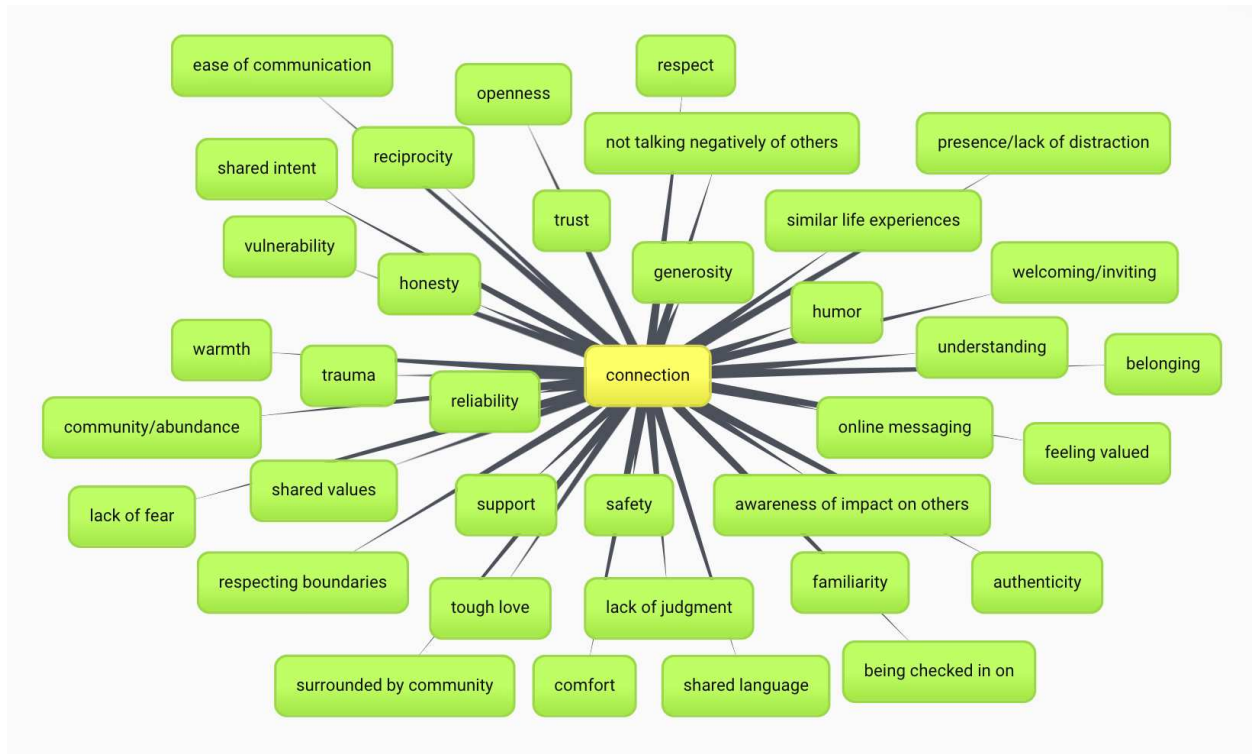 ease of communication
respect
openness
not talking negatively of others
presence/lack of distraction
reciprocity
shared intent
trust
similar life experiences
vulnerability
honesty
generosity
welcoming/inviting
humor
warmth
understanding
belonging
trauma
connection
reliability
community/abundance
online messaging
feeling valued
shared values
lack of fear
support
safety
awareness of impact on others
respecting boundaries
familiarity
authenticity
tough love
lack of judgment
surrounded by community
comfort
shared language
being checked in on